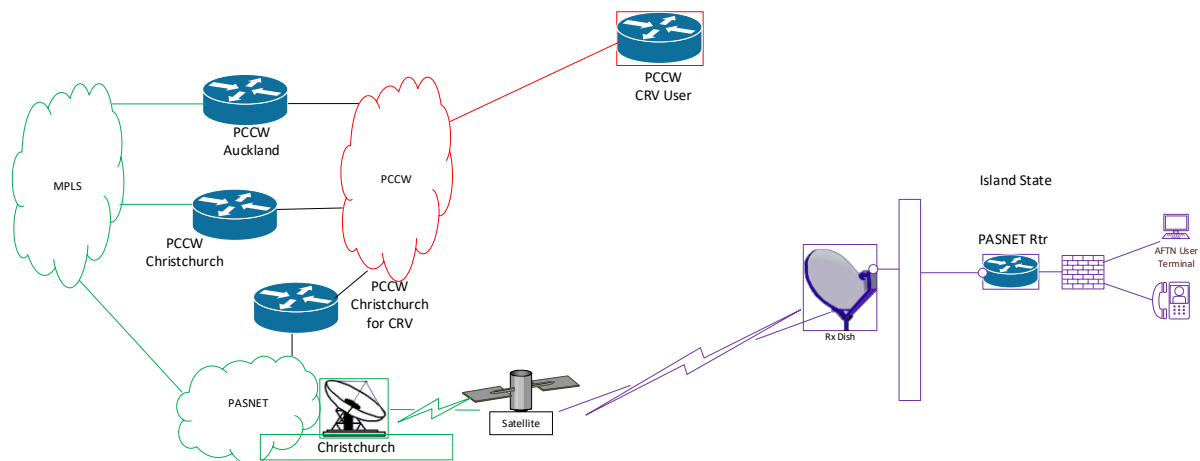 PCCW
CRV User
PCCW
Auckland
MPLS
PCCW
Island State
PCCW
Christchurch
PASNET Rtr
AFTN User
Terminal
PCCW
Christchurch
for CRV
Rx Dish
PASNET
Satellite
Christchurch